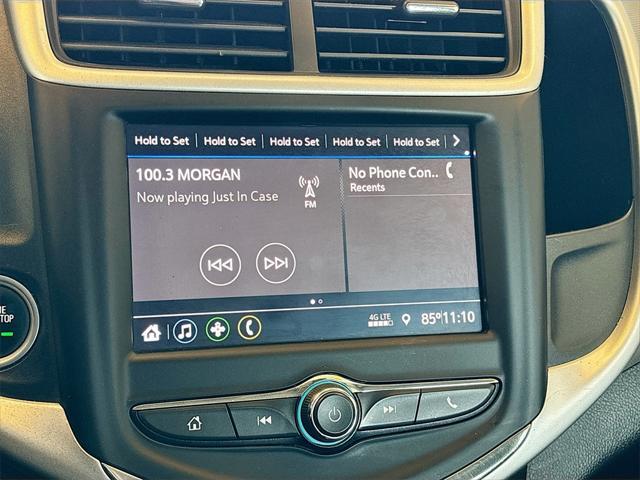 Hold to Set Hold to Set Hold to Set Hold to Set Hold to Set
100.3 MORGAN
Now playing Just In Case
FM
No Phone Con..
Recents
4G LTE
85° 11:10
STOP